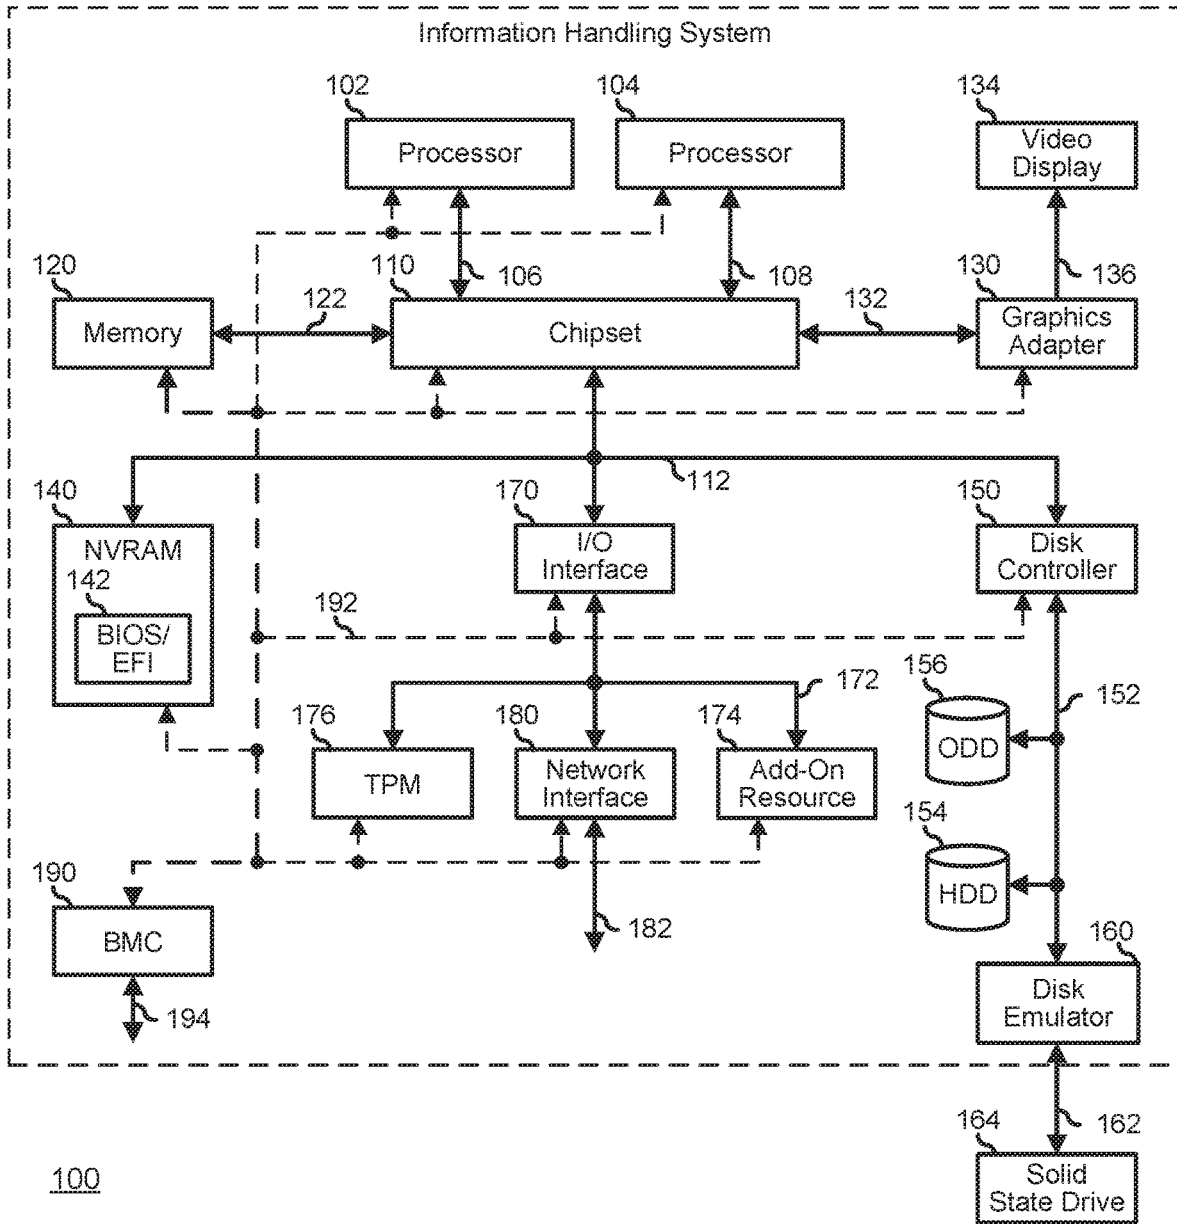 Information Handling System
102
104
134
Processor
Processor
Video
Display
120
110
106
108
130
136
122
132
Memory
Chipset
Graphics
Adapter
112
140
170
150
NVRAM
I/O
Interface
Disk
Controller
142
BIOS/
EFI
192
172
156
152
176
180
174
ODD
TPM
Network
Interface
Add-On
Resource
154
190
HDD
BMC
182
160
194
Disk
Emulator
164
162
100
Solid
State Drive